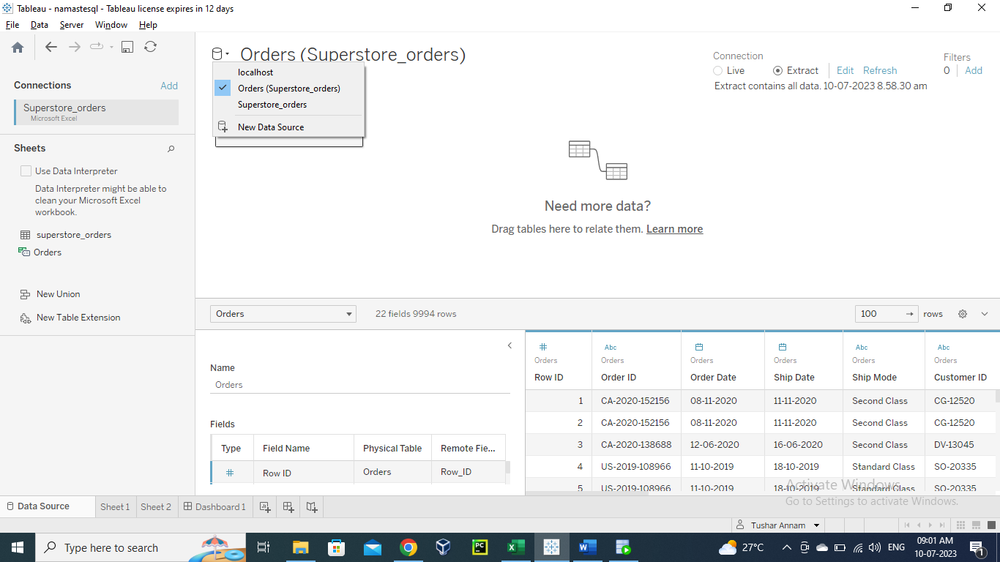 Tableau - namastesql - Tableau license expires in 12 days
File Data Server Window Help
Orders (Superstore_orders)
localhost
Orders (Superstore_orders)
Superstore_orders
New Data Source
Connection
Live Extract Edit Refresh
Extract contains all data. 10-07-2023 8.58.30 am
Filters
0 Add
Connections Add
Superstore_orders
Microsoft Excel
Sheets
Use Data Interpreter
Data Interpreter might be able to
clean your Microsoft Excel
workbook.
superstore_orders
Orders
New Union
New Table Extension
Need more data?
Drag tables here to relate them. Learn more
Orders 22 fields 9994 rows 100 rows
Name
Orders
Fields
Type Field Name Physical Table Remote Fie...
# Row ID Orders Row_ID
# Abc Abc Abc
Orders Orders Orders Orders Orders Orders
Row ID Order ID Order Date Ship Date Ship Mode Customer ID
1 CA-2020-152156 08-11-2020 11-11-2020 Second Class CG-12520
2 CA-2020-152156 08-11-2020 11-11-2020 Second Class CG-12520
3 CA-2020-138688 12-06-2020 16-06-2020 Second Class DV-13045
4 US-2019-108966 11-10-2019 18-10-2019 Standard Class SO-20335
5 US-2019-108966 11-10-2019 18-10-2019 Standard Class SO-20335
Activate Windows
Go to Settings to activate Windows.
Data Source Sheet 1 Sheet 2 Dashboard 1
Tushar Annam
Type here to search
PC
27°C
ENG
09:01 AM
10-07-2023
1